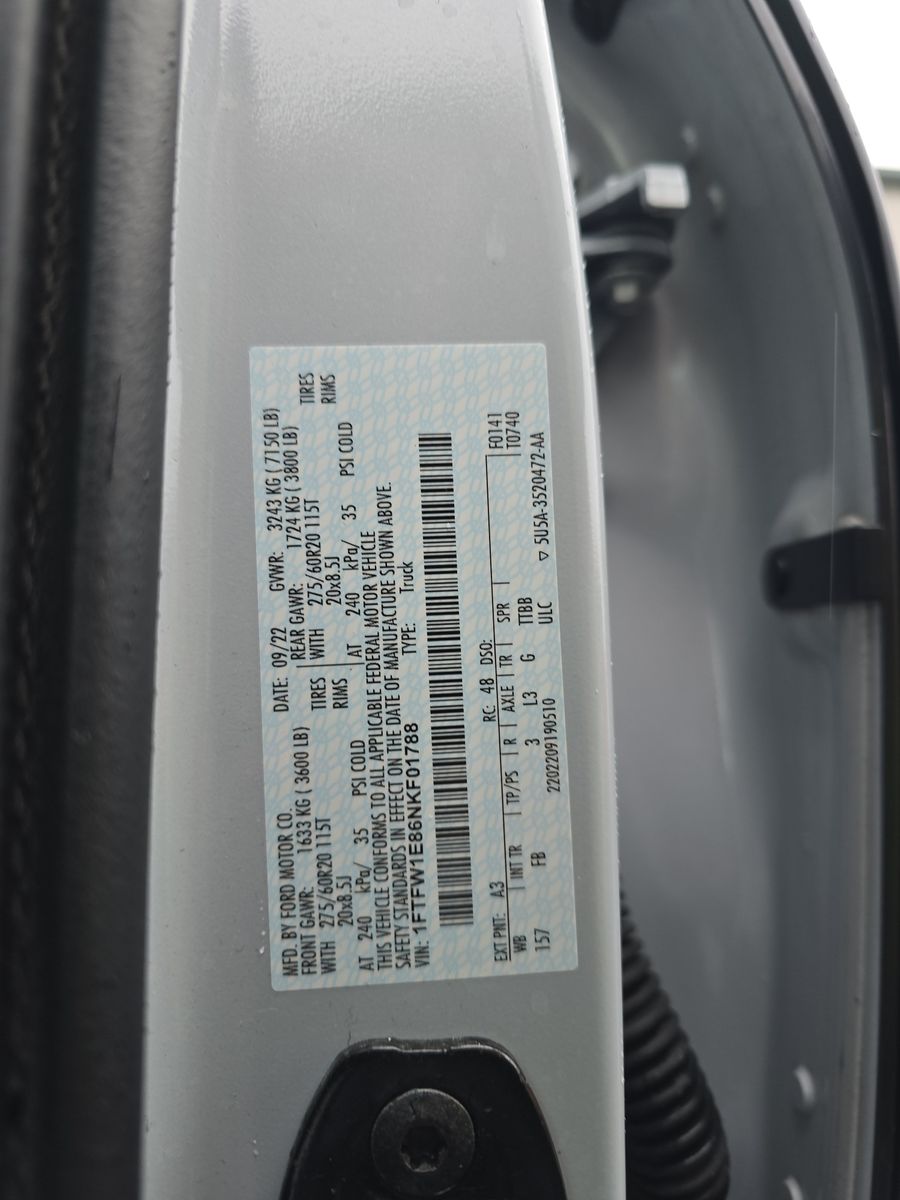 MFD. BY FORD MOTOR CO.
DATE: 09/22 GVWR: 3243 KG ( 7150 LB)
FRONT GAWR: 1633 KG ( 3600 LB) REAR GAWR: 1724 KG ( 3800 LB)
WITH 275/60R20 115T TIRES WITH 275/60R20 115T TIRES
20x8.5J RIMS 20x8.5J RIMS
AT 240 kPa/ 35 PSI COLD AT 240 kPa/ 35 PSI COLD
THIS VEHICLE CONFORMS TO ALL APPLICABLE FEDERAL MOTOR VEHICLE
SAFETY STANDARDS IN EFFECT ON THE DATE OF MANUFACTURE SHOWN ABOVE.
VIN: 1FTFW1E86NKF01788 TYPE: Truck
EXT PNT: A3 RC: 48 DSO: F0141
WB INT TR TP/PS R AXLE TR SPR T0740
157 FB 3 L3 G TTBB
2202209190510 ULC ▽ 5U5A-3520472-AA